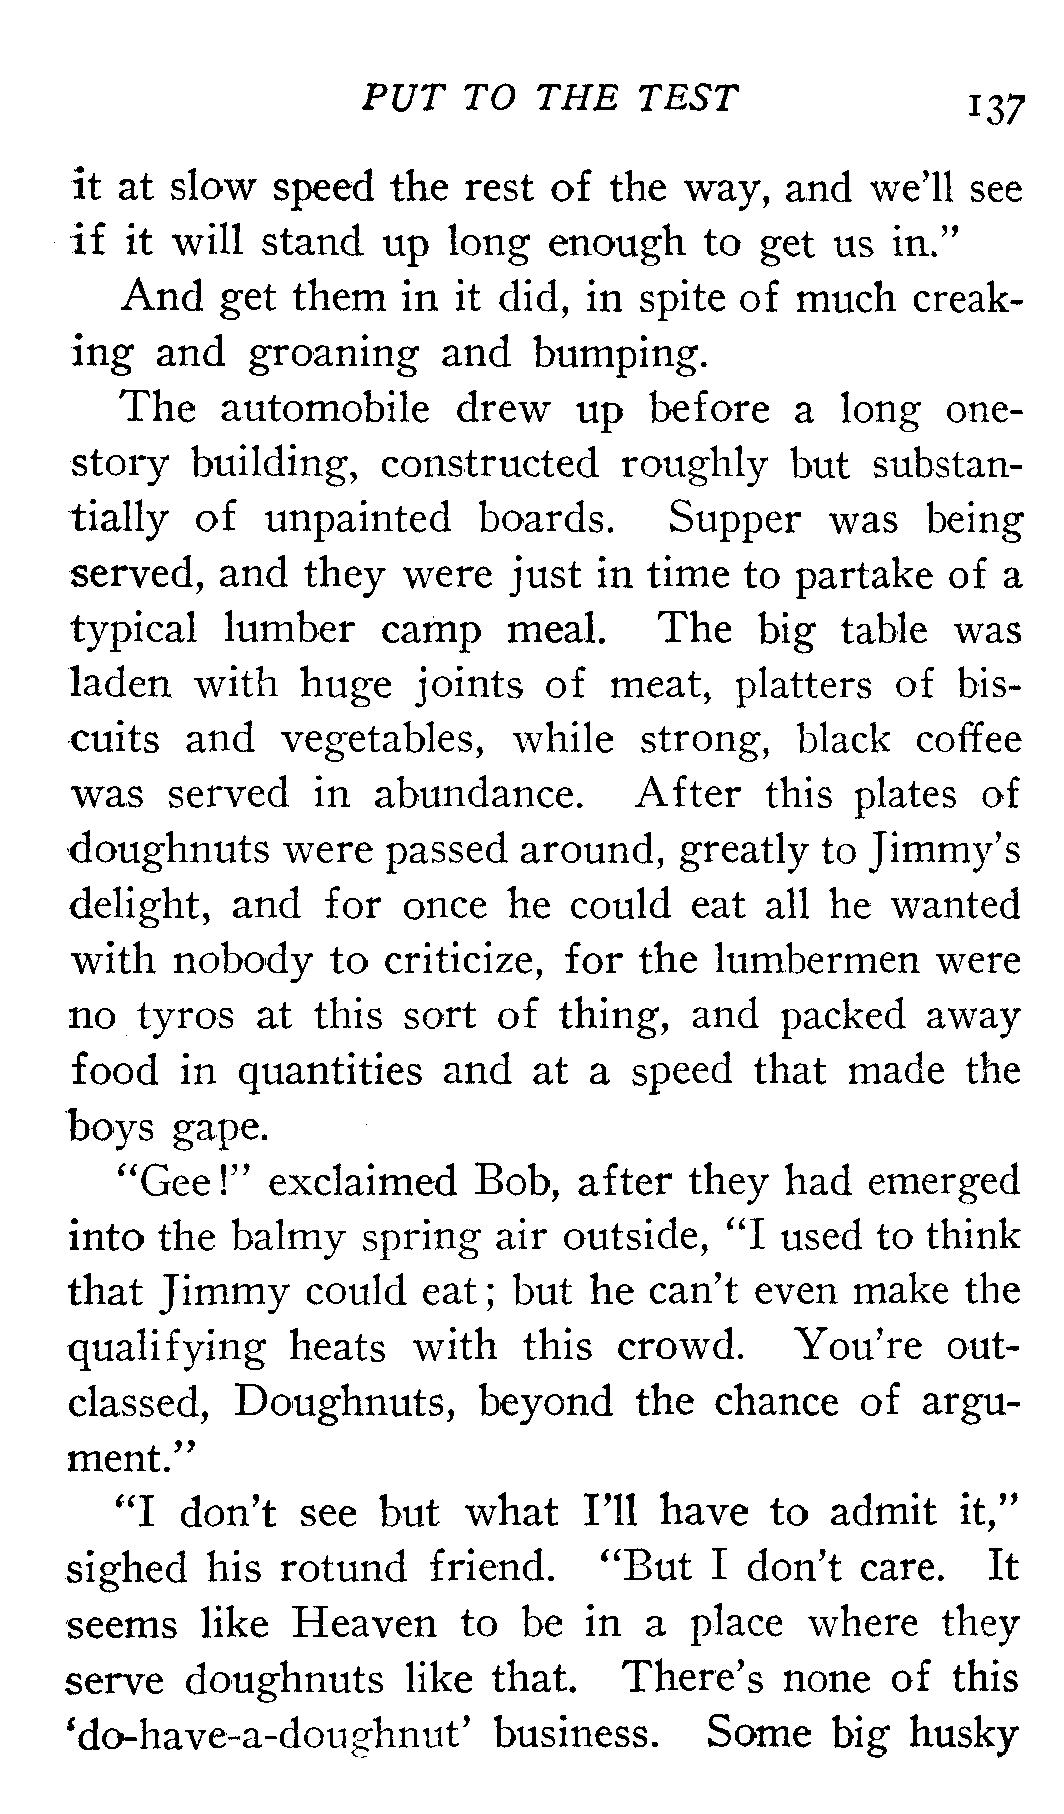 PUT TO THE TEST 137
it at slow speed the rest of the way, and we'll see
if it will stand up long enough to get us in."
And get them in it did, in spite of much creak-
ing and groaning and bumping.
The automobile drew up before a long one-
story building, constructed roughly but substan-
tially of unpainted boards. Supper was being
served, and they were just in time to partake of a
typical lumber camp meal. The big table was
laden with huge joints of meat, platters of bis-
cuits and vegetables, while strong, black coffee
was served in abundance. After this plates of
doughnuts were passed around, greatly to Jimmy's
delight, and for once he could eat all he wanted
with nobody to criticize, for the lumbermen were
no tyros at this sort of thing, and packed away
food in quantities and at a speed that made the
boys gape.
"Gee!" exclaimed Bob, after they had emerged
into the balmy spring air outside, "I used to think
that Jimmy could eat; but he can't even make the
qualifying heats with this crowd. You're out-
classed, Doughnuts, beyond the chance of argu-
ment."
"I don't see but what I'll have to admit it,"
sighed his rotund friend. "But I don't care. It
seems like Heaven to be in a place where they
serve doughnuts like that. There's none of this
'do-have-a-doughnut' business. Some big husky